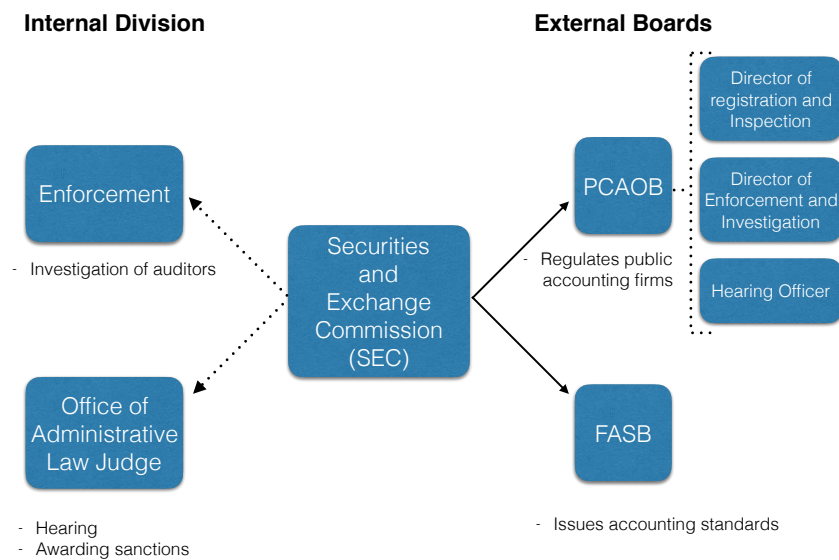 Internal Division
External Boards
Enforcement
- Investigation of auditors
Office of
Administrative
Law Judge
- Hearing
- Awarding sanctions
Securities
and
Exchange
Commission
(SEC)
PCAOB
- Regulates public
accounting firms
Director of
registration and
Inspection
Director of
Enforcement and
Investigation
Hearing Officer
FASB
- Issues accounting standards